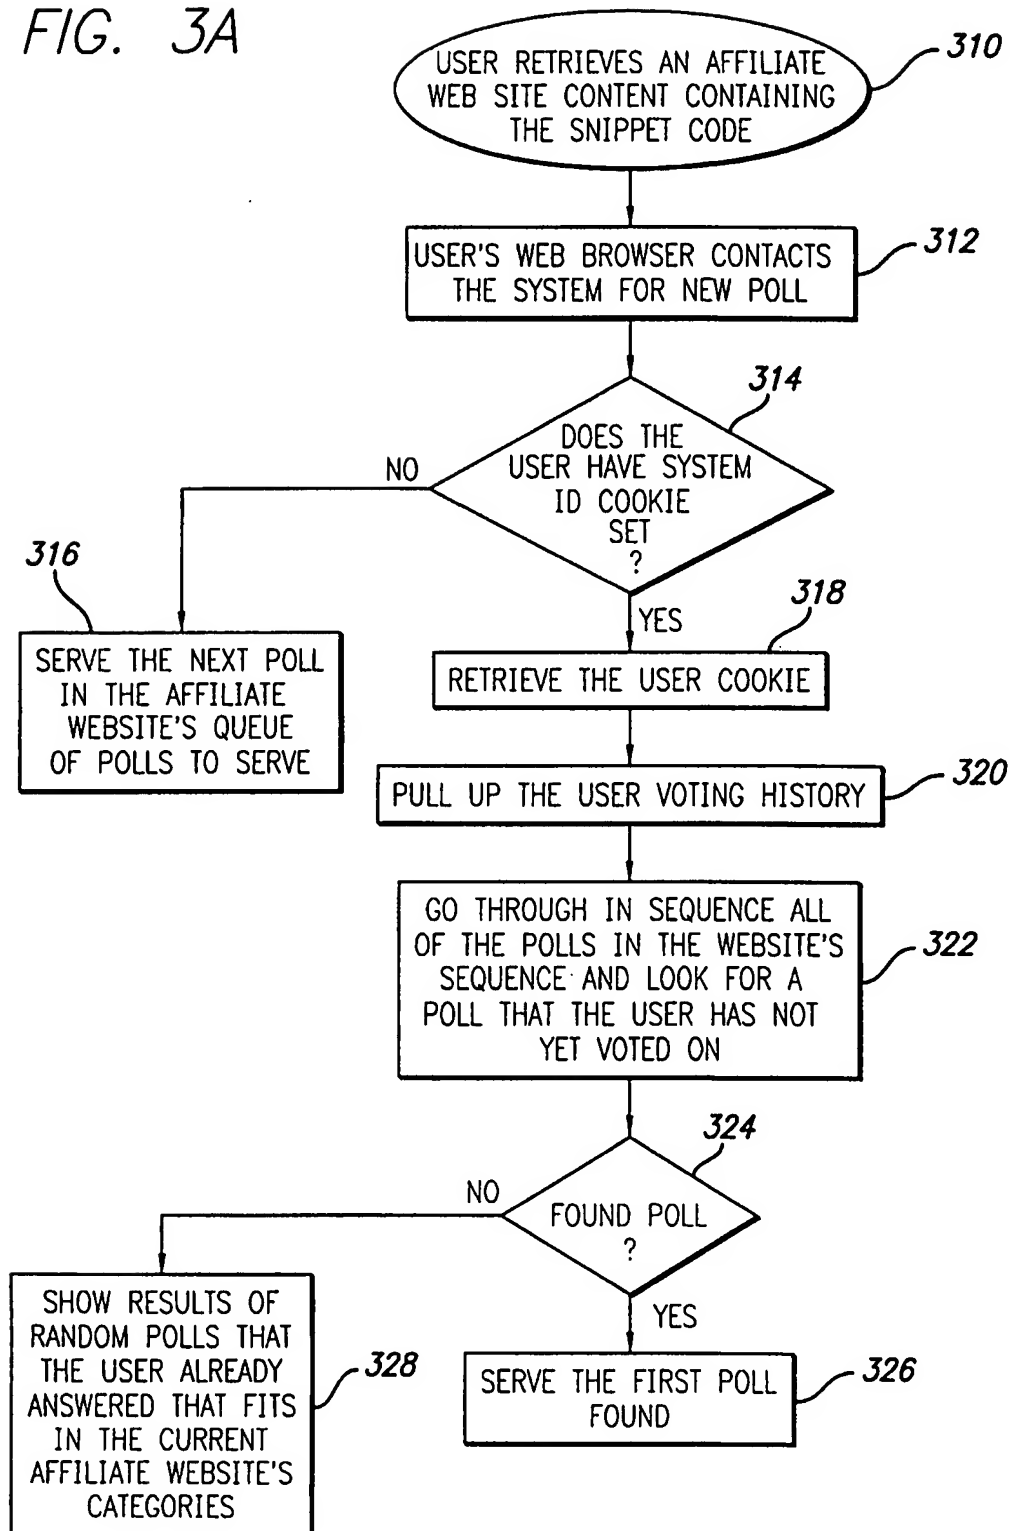 FIG. 3A
USER RETRIEVES AN AFFILIATE
WEB SITE CONTENT CONTAINING
THE SNIPPET CODE
310
USER'S WEB BROWSER CONTACTS
THE SYSTEM FOR NEW POLL
312
314
DOES THE
USER HAVE SYSTEM
ID COOKIE
SET
?
NO
316
SERVE THE NEXT POLL
IN THE AFFILIATE
WEBSITE'S QUEUE
OF POLLS TO SERVE
YES
318
RETRIEVE THE USER COOKIE
PULL UP THE USER VOTING HISTORY
320
GO THROUGH IN SEQUENCE ALL
OF THE POLLS IN THE WEBSITE'S
SEQUENCE AND LOOK FOR A
POLL THAT THE USER HAS NOT
YET VOTED ON
322
324
FOUND POLL
?
NO
SHOW RESULTS OF
RANDOM POLLS THAT
THE USER ALREADY
ANSWERED THAT FITS
IN THE CURRENT
AFFILIATE WEBSITE'S
CATEGORIES
328
YES
SERVE THE FIRST POLL
FOUND
326